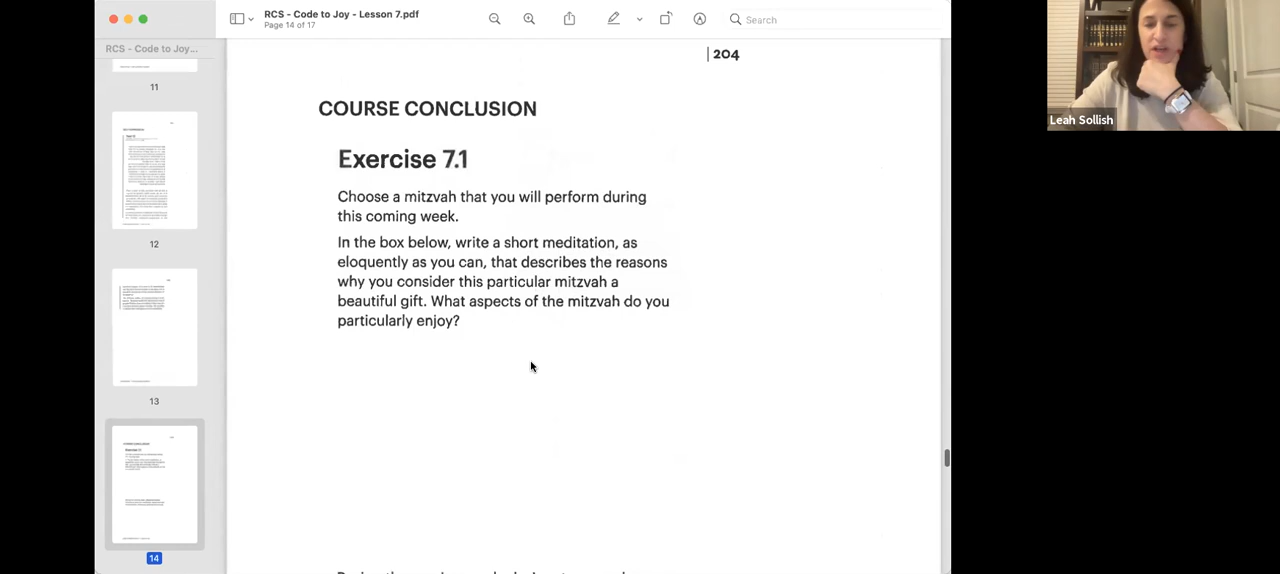 RCS - Code to Joy - Lesson 7.pdf
Page 14 of 17
Search
RCS - Code to Joy...
11
12
13
14
204
COURSE CONCLUSION
Exercise 7.1
Choose a mitzvah that you will perform during
this coming week.
In the box below, write a short meditation, as
eloquently as you can, that describes the reasons
why you consider this particular mitzvah a
beautiful gift. What aspects of the mitzvah do you
particularly enjoy?
Leah Sollish